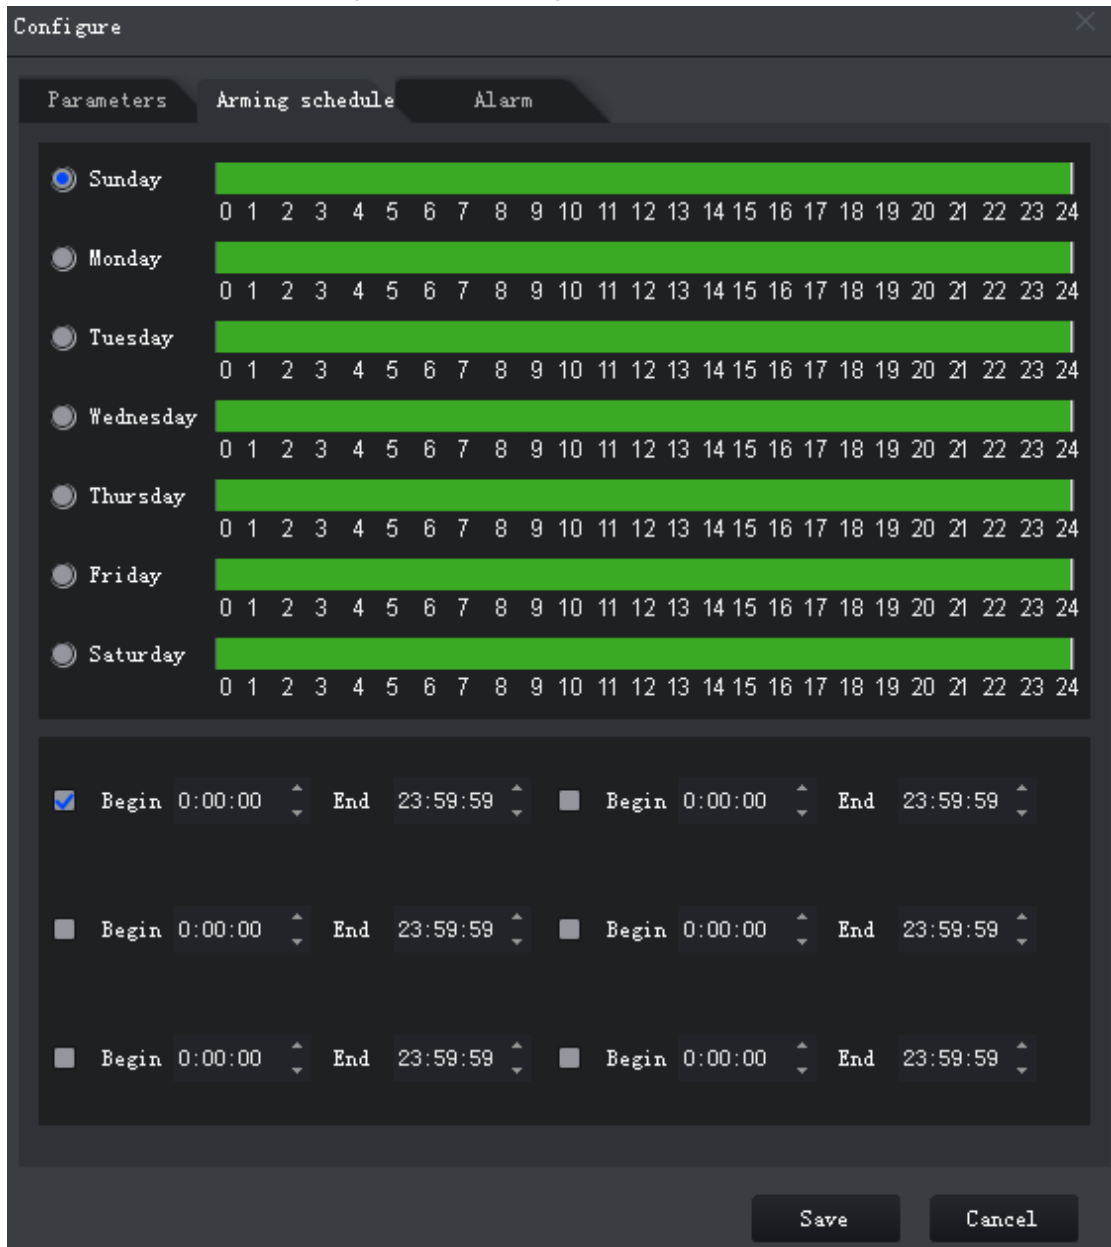 Configure
Parameters Arming schedule Alarm
Sunday
0 1 2 3 4 5 6 7 8 9 10 11 12 13 14 15 16 17 18 19 20 21 22 23 24
Monday
0 1 2 3 4 5 6 7 8 9 10 11 12 13 14 15 16 17 18 19 20 21 22 23 24
Tuesday
0 1 2 3 4 5 6 7 8 9 10 11 12 13 14 15 16 17 18 19 20 21 22 23 24
Wednesday
0 1 2 3 4 5 6 7 8 9 10 11 12 13 14 15 16 17 18 19 20 21 22 23 24
Thursday
0 1 2 3 4 5 6 7 8 9 10 11 12 13 14 15 16 17 18 19 20 21 22 23 24
Friday
0 1 2 3 4 5 6 7 8 9 10 11 12 13 14 15 16 17 18 19 20 21 22 23 24
Saturday
0 1 2 3 4 5 6 7 8 9 10 11 12 13 14 15 16 17 18 19 20 21 22 23 24
Begin 0:00:00 End 23:59:59 Begin 0:00:00 End 23:59:59
Begin 0:00:00 End 23:59:59 Begin 0:00:00 End 23:59:59
Begin 0:00:00 End 23:59:59 Begin 0:00:00 End 23:59:59
Save Cancel